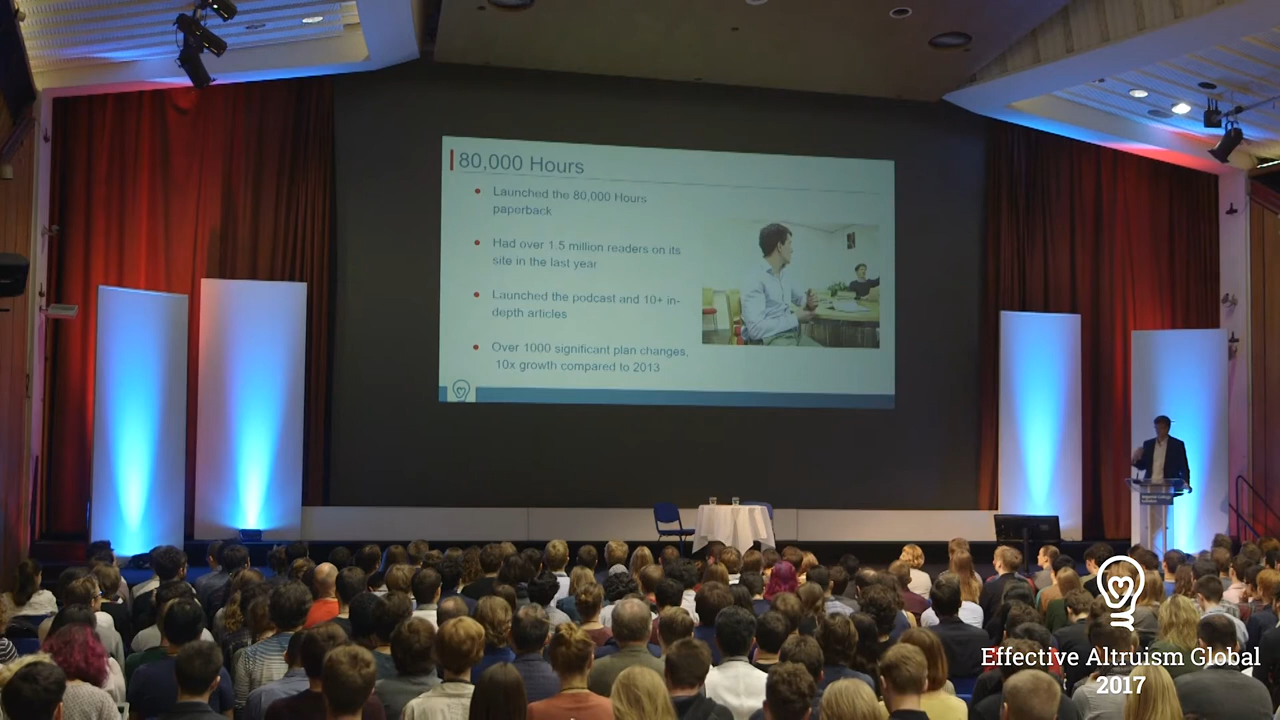 80,000 Hours
Launched the 80,000 Hours
paperback
Had over 1.5 million readers on its
site in the last year
Launched the podcast and 10+ in-
depth articles
Over 1000 significant plan changes,
10x growth compared to 2013
Effective Altruism Global
2017